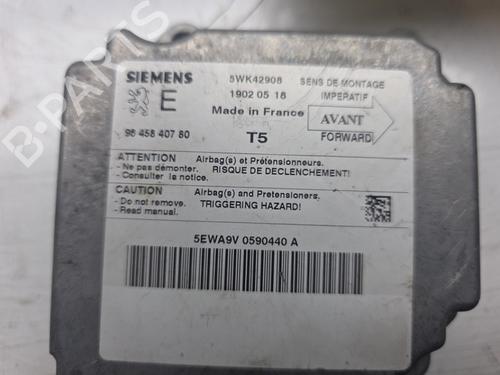 SIEMENS
5WK42908
SENS DE MONTAGE
E
1902 05 18
IMPERATIF
Made in France
AVANT
96 458 407 80
T5
FORWARD
ATTENTION
Airbag(s) et Prétensionneurs.
- Ne pas démonter.
RISQUE DE DECLENCHEMENT!
- Consulter la notice.
CAUTION
Airbag(s) and Pretensioners.
- Do not remove.
TRIGGERING HAZARD!
- Read manual.
5EWA9V 0590440 A
B-PARTS